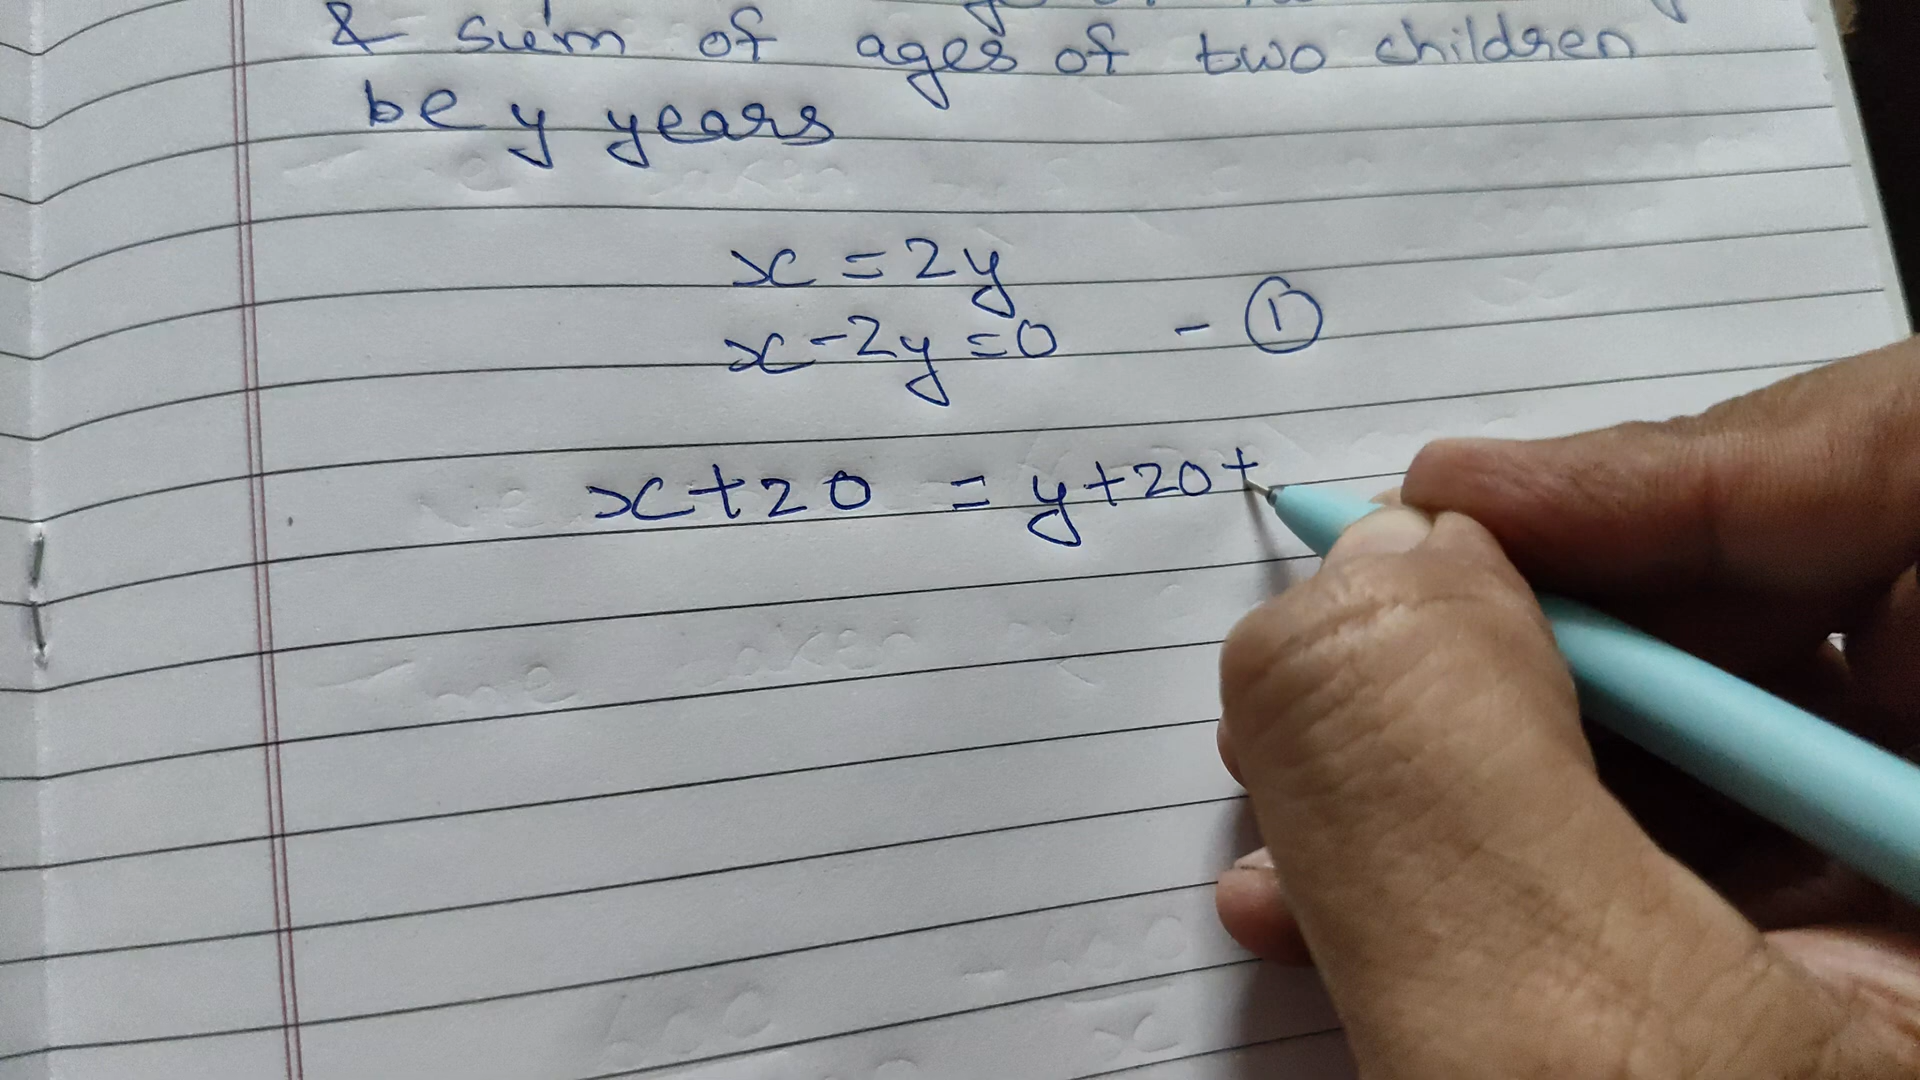 & sum of ages of two children
be y years
x = 2y
x - 2y = 0 - ①
x + 20 = y + 20 +